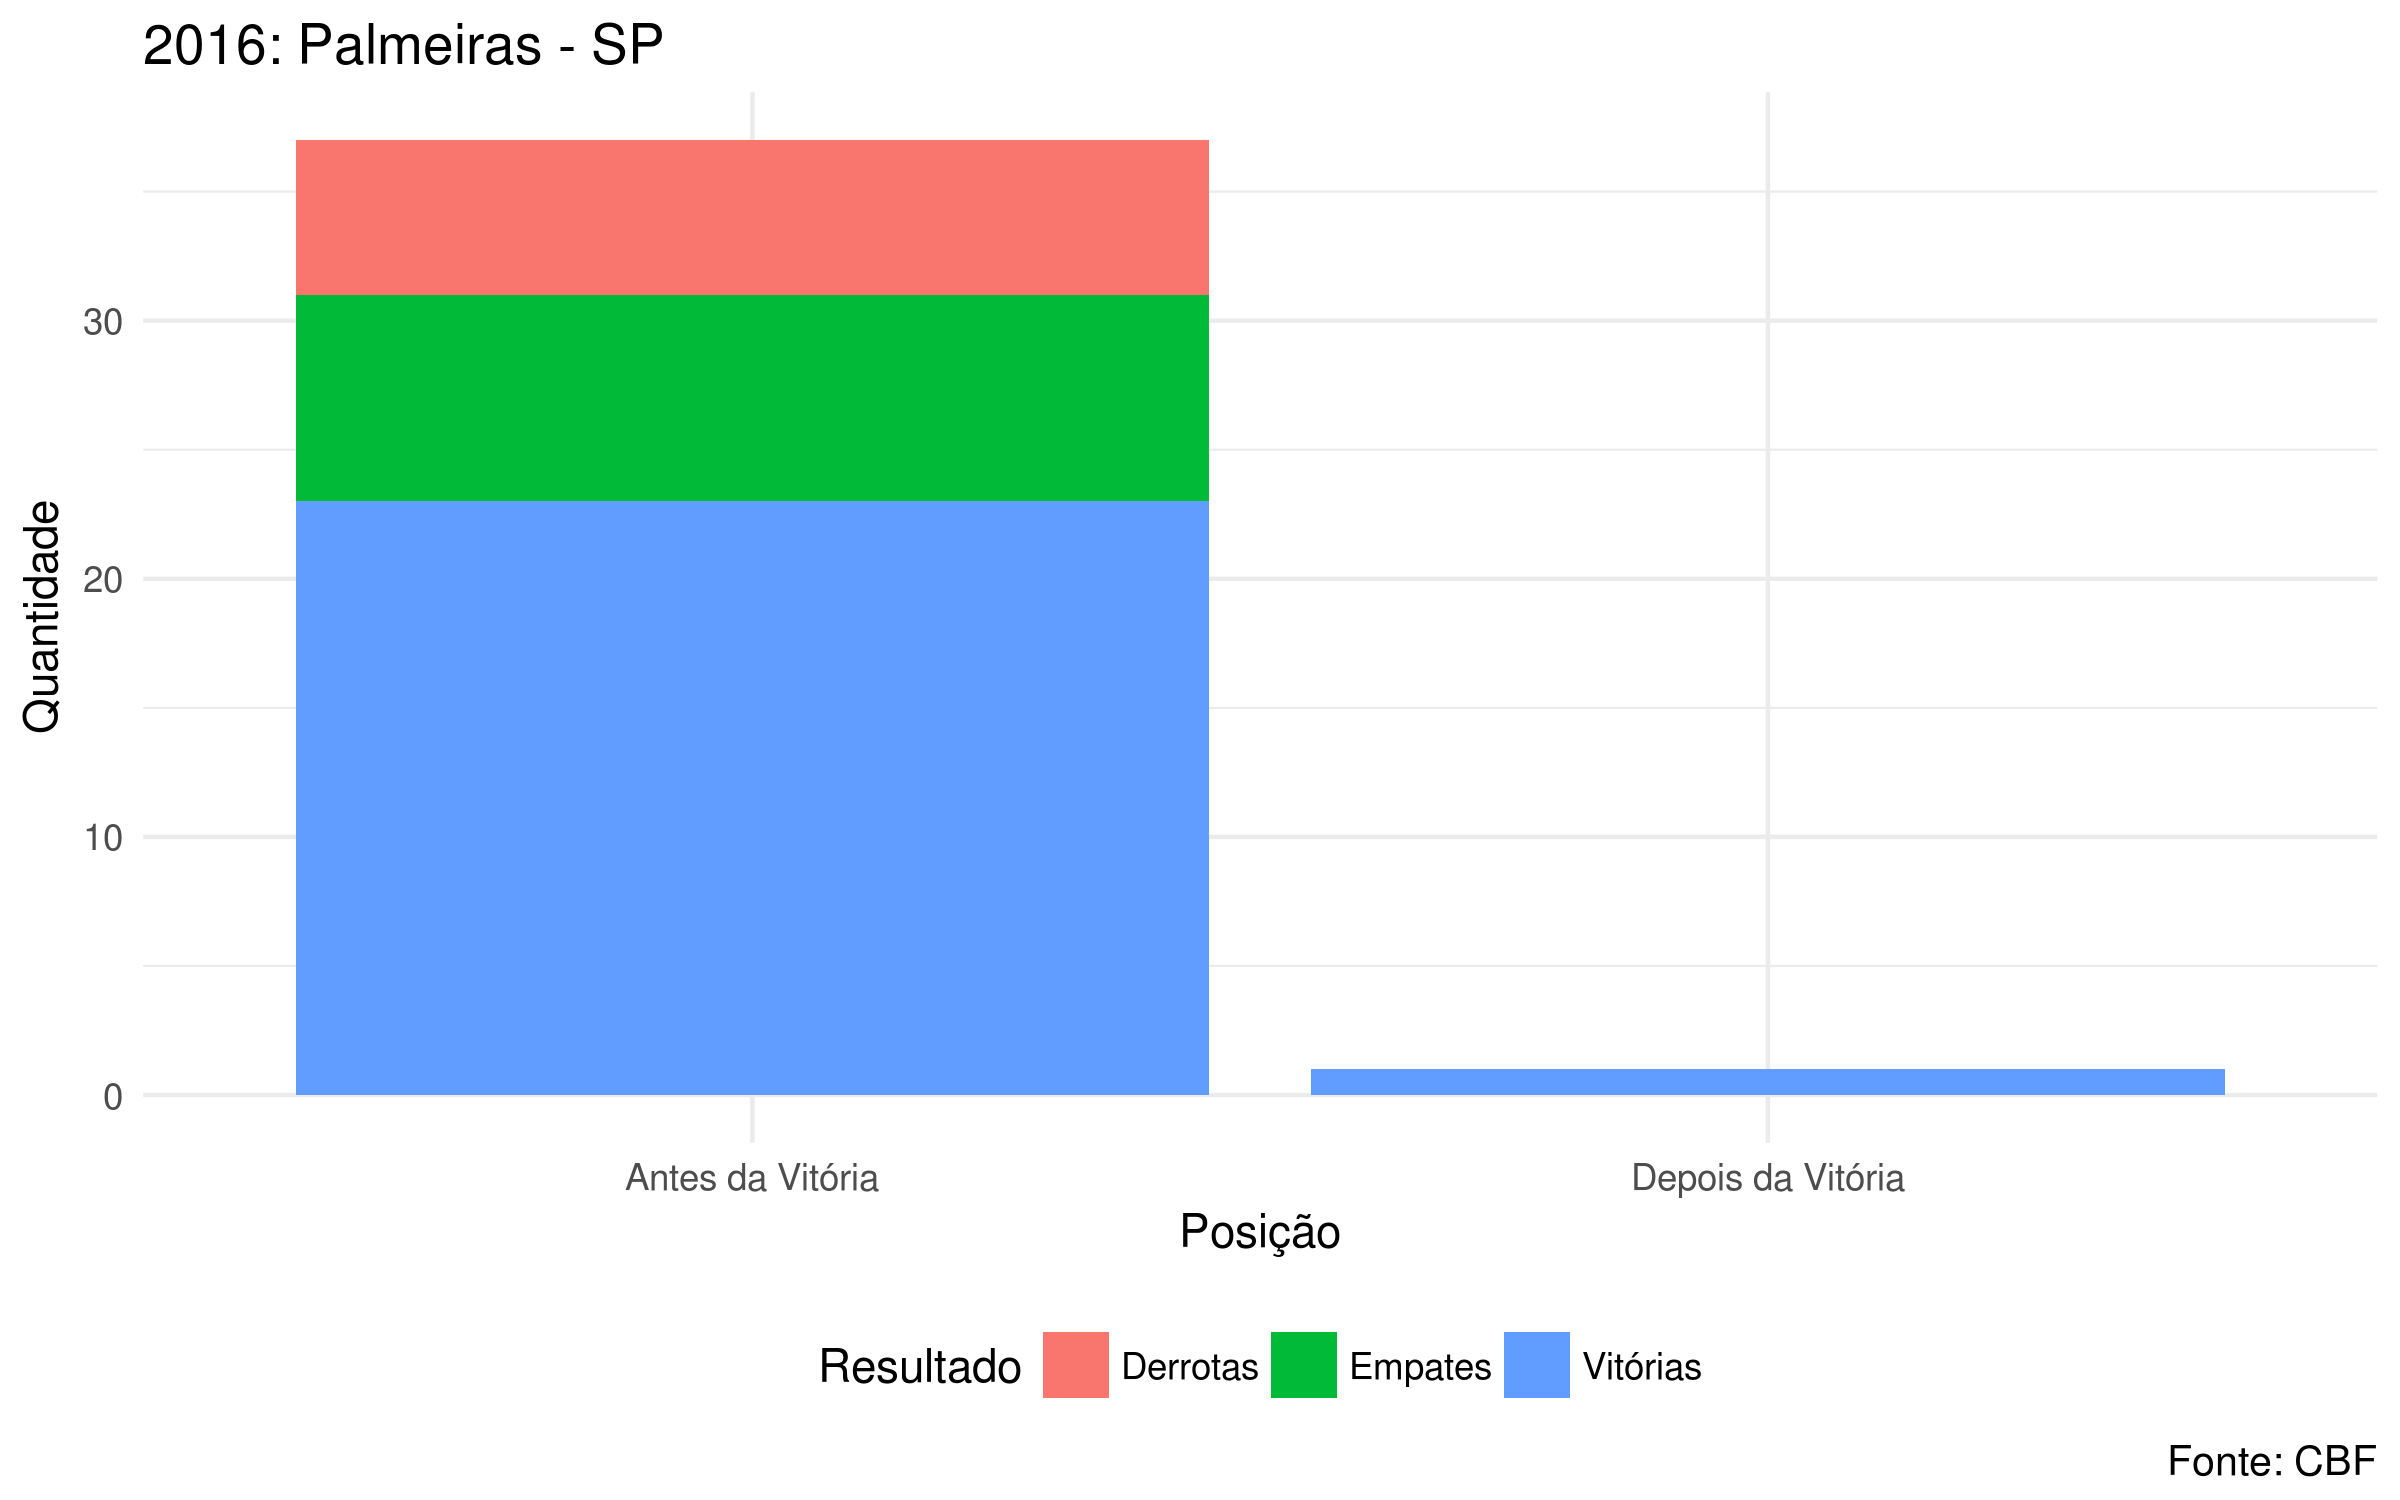 2016: Palmeiras - SP
Quantidade
30
20
10
0
Antes da Vitória
Depois da Vitória
Posição
Resultado
Derrotas
Empates
Vitórias
Fonte: CBF